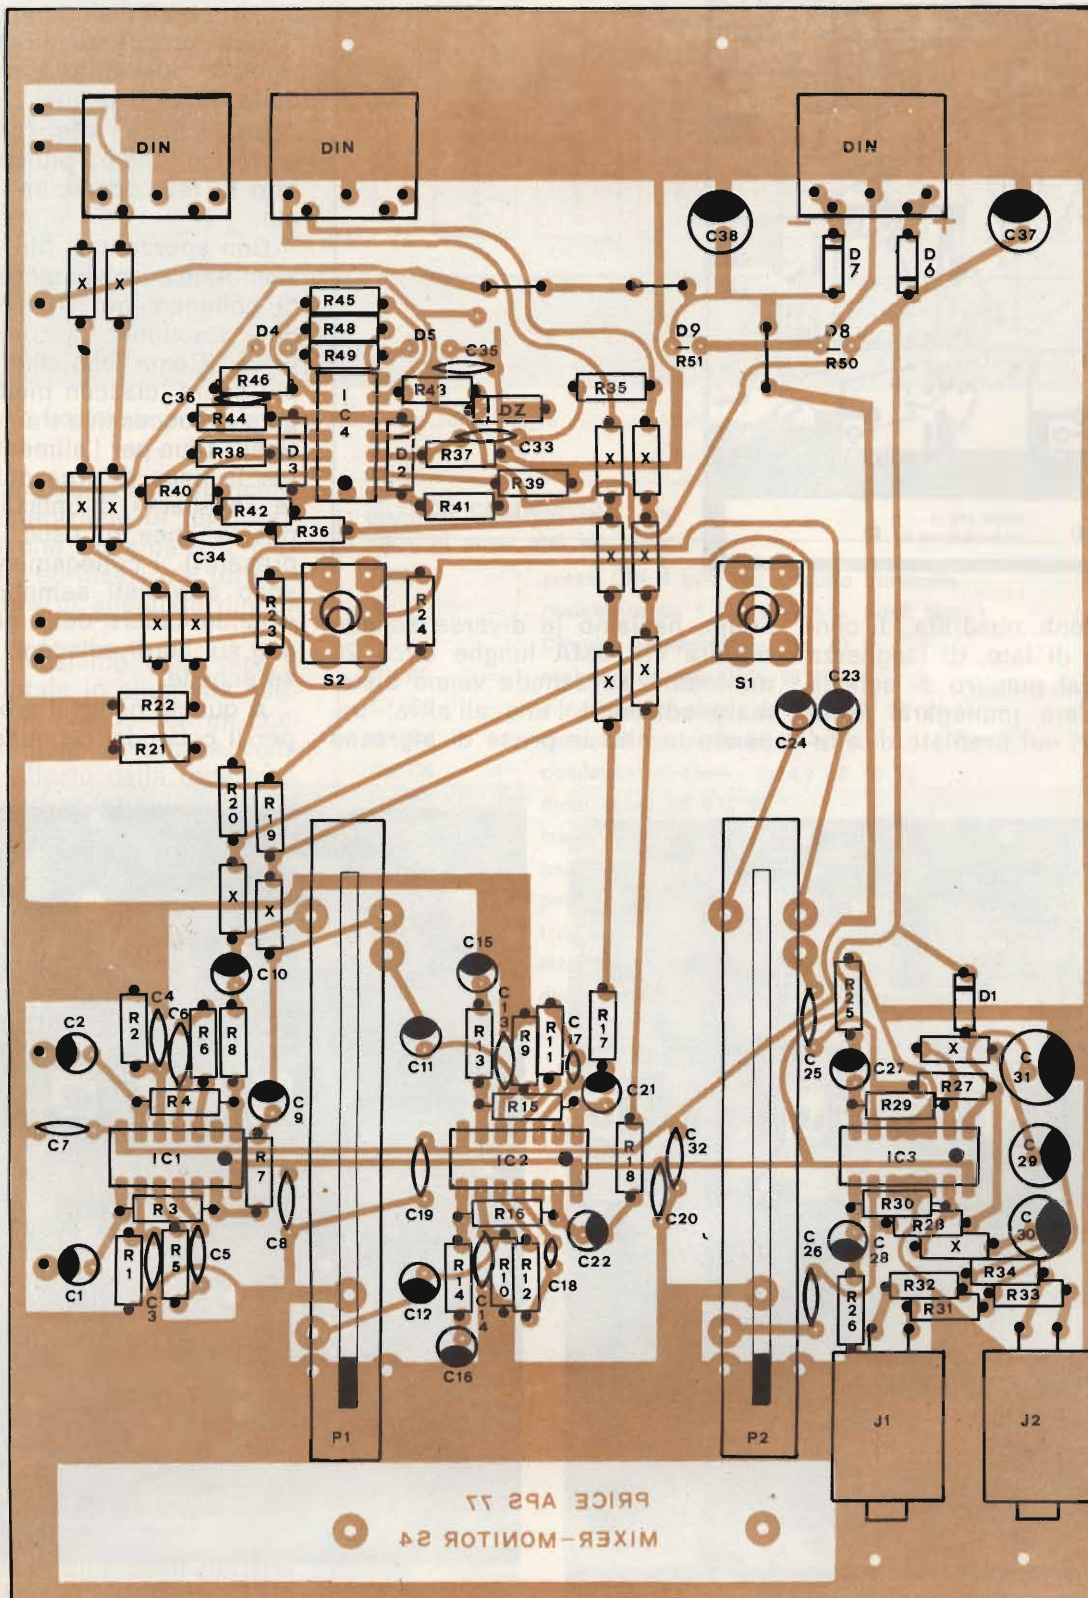 DIN DIN DIN
C38 C37
D7 D6
X X
R45
D4 R48 D5 D9 D8
R49 R51 R50
C35
R46 R43 R35
C36 IC4 DZ
R44 C33
R38 D3 D2 R37 X X
R40 R39
X X R42 R41
R36
C34 X X
R23 R24
X X
S2 X X S1 C23
R22 C24
R21
R20 R19
X X
C15
C10
R2 C4 C6 R6 R8 C13 R9 R11 C17 R17 R25 D1
C2 C11 R13 X
C25 C27 C31
R4 C9 R15 C21 R29 R27
C7 IC1 R7 IC2 R18 C32 IC3 C29
R3 C8 C19 R16 C20 R30
C22 R28 C30
C1 R1 C3 R5 C5 R14 C14 R10 R12 C18 C26 C28 X
C12 R34
R32 R33
R26 R31
C16
P1 P2 J1 J2
PRICE APS 77
MIXER-MONITOR S4